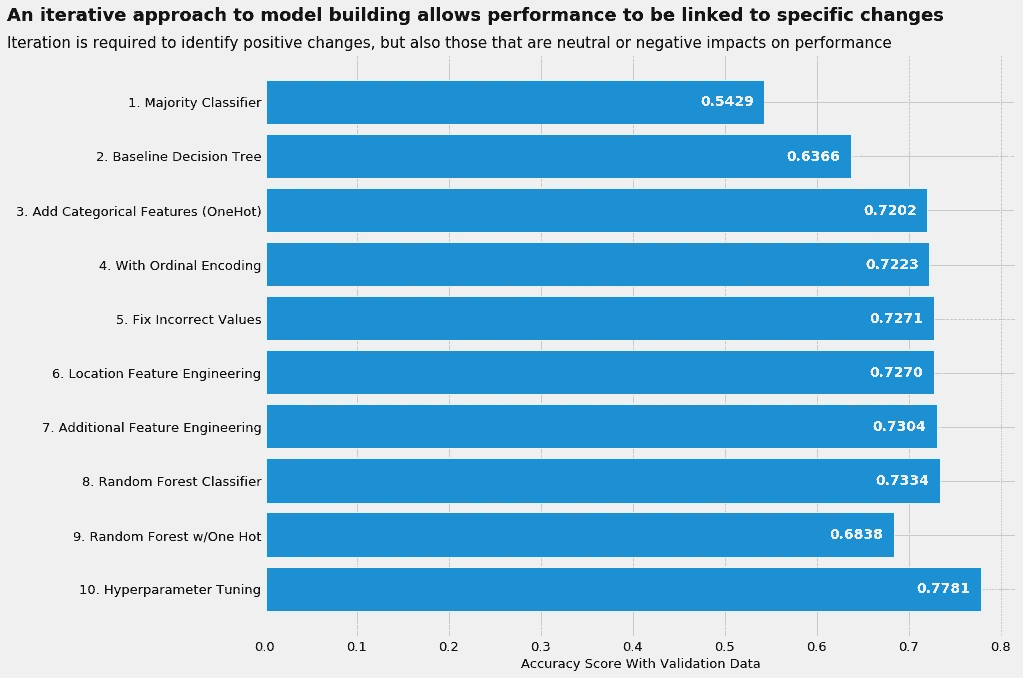 An iterative approach to model building allows performance to be linked to specific changes
Iteration is required to identify positive changes, but also those that are neutral or negative impacts on performance
1. Majority Classifier 0.5429
2. Baseline Decision Tree 0.6366
3. Add Categorical Features (OneHot) 0.7202
4. With Ordinal Encoding 0.7223
5. Fix Incorrect Values 0.7271
6. Location Feature Engineering 0.7270
7. Additional Feature Engineering 0.7304
8. Random Forest Classifier 0.7334
9. Random Forest w/One Hot 0.6838
10. Hyperparameter Tuning 0.7781
0.0 0.1 0.2 0.3 0.4 0.5 0.6 0.7 0.8
Accuracy Score With Validation Data